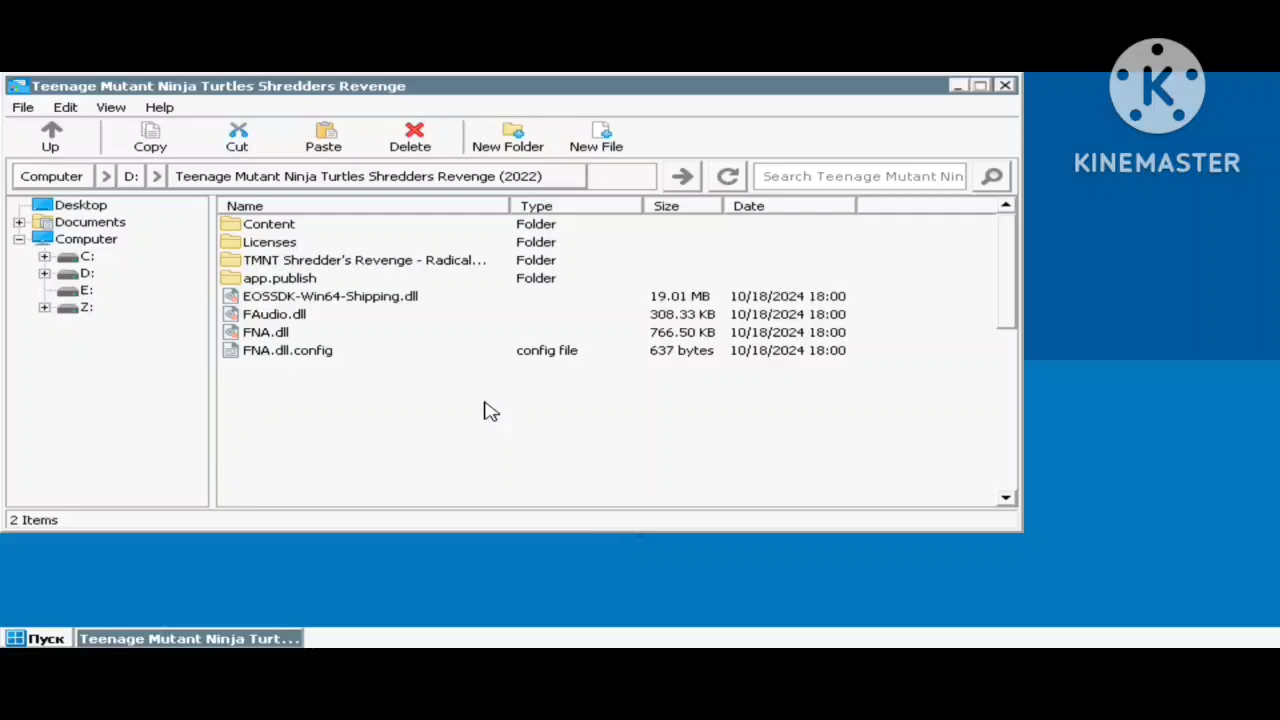 Teenage Mutant Ninja Turtles Shredders Revenge
File Edit View Help
Up Copy Cut Paste Delete New Folder New File
Computer > D: > Teenage Mutant Ninja Turtles Shredders Revenge (2022) Search Teenage Mutant Nin
Desktop
Documents
Computer
C:
D:
E:
Z:
Name Type Size Date
Content Folder
Licenses Folder
TMNT Shredder's Revenge - Radical... Folder
app.publish Folder
EOSSDK-Win64-Shipping.dll 19.01 MB 10/18/2024 18:00
FAudio.dll 308.33 KB 10/18/2024 18:00
FNA.dll 766.50 KB 10/18/2024 18:00
FNA.dll.config config file 637 bytes 10/18/2024 18:00
2 Items
Пуск Teenage Mutant Ninja Turt...
K
KINEMASTER